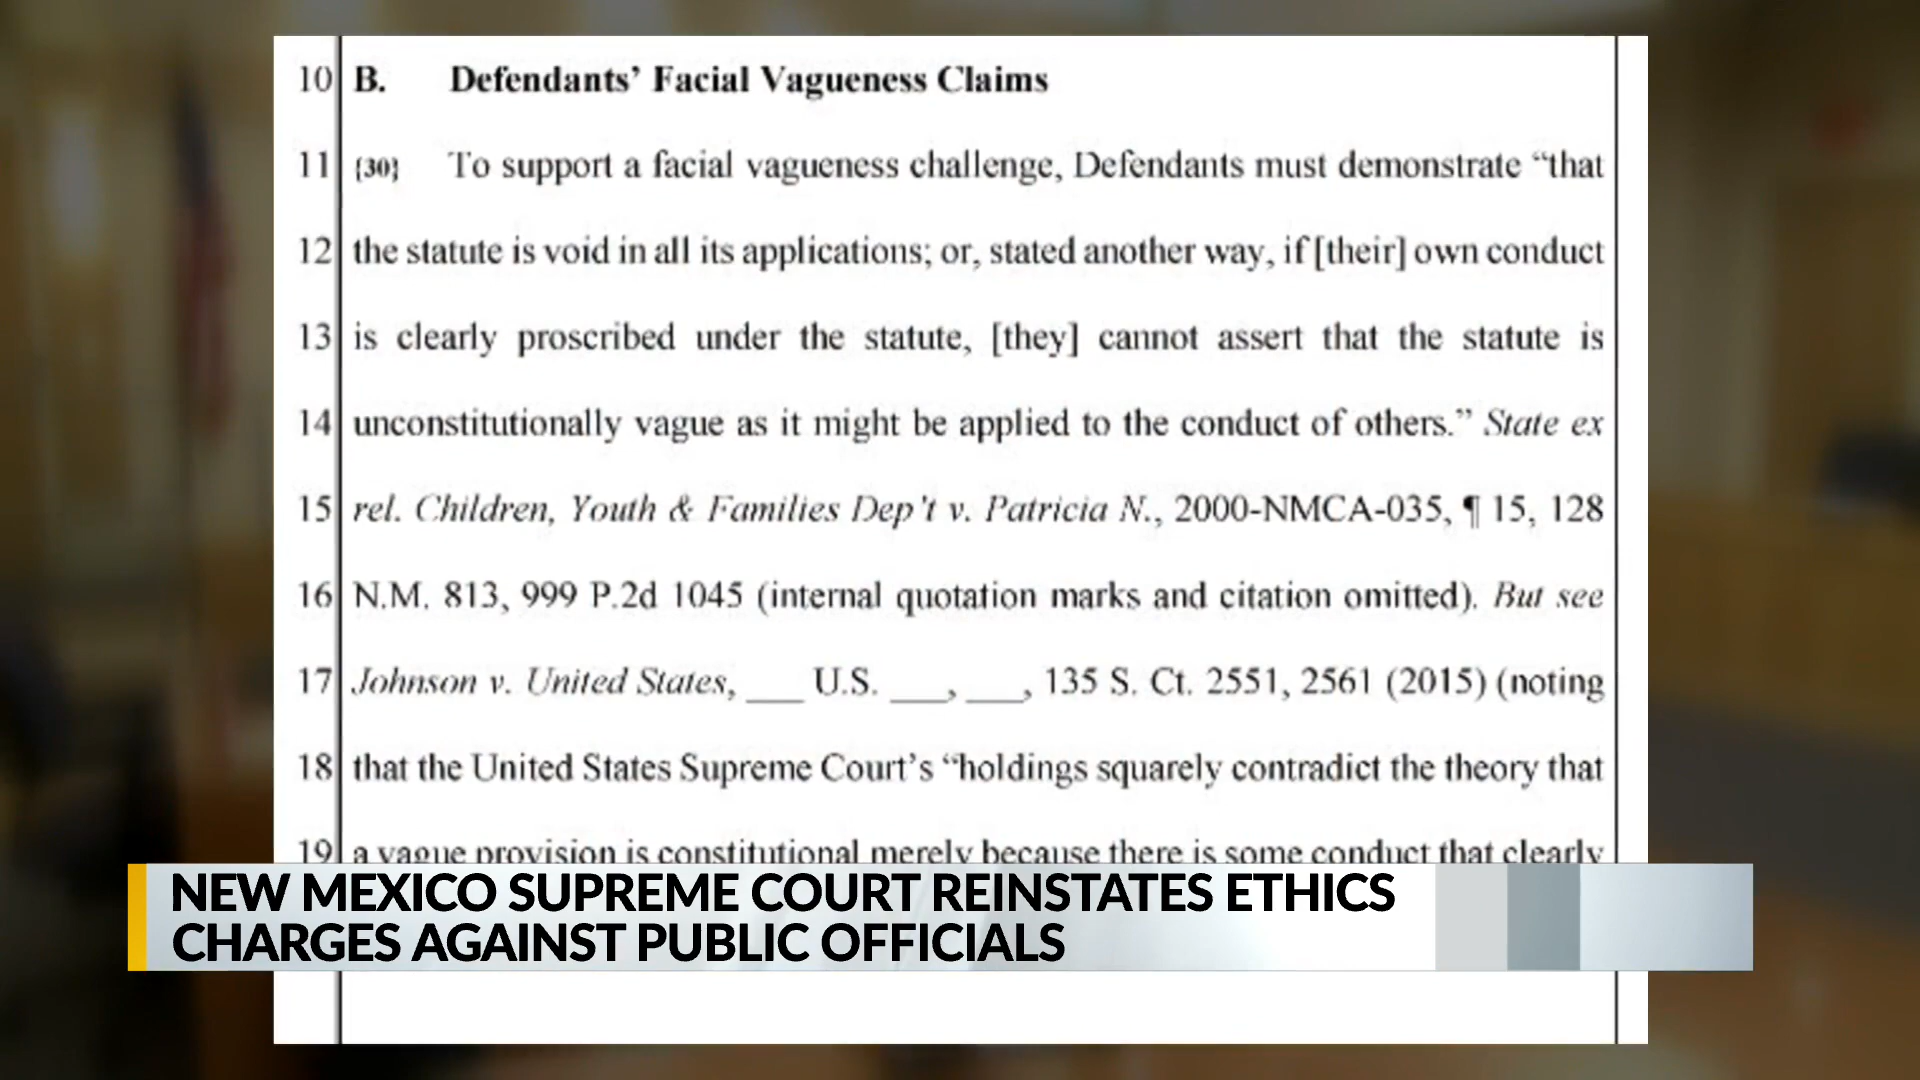 10 B. Defendants’ Facial Vagueness Claims
11 {30} To support a facial vagueness challenge, Defendants must demonstrate “that
12 the statute is void in all its applications; or, stated another way, if [their] own conduct
13 is clearly proscribed under the statute, [they] cannot assert that the statute is
14 unconstitutionally vague as it might be applied to the conduct of others.” State ex
15 rel. Children, Youth & Families Dep’t v. Patricia N., 2000-NMCA-035, ¶ 15, 128
16 N.M. 813, 999 P.2d 1045 (internal quotation marks and citation omitted). But see
17 Johnson v. United States, ___ U.S. ___, ___, 135 S. Ct. 2551, 2561 (2015) (noting
18 that the United States Supreme Court’s “holdings squarely contradict the theory that
19 a vague provision is constitutional merely because there is some conduct that clearly
NEW MEXICO SUPREME COURT REINSTATES ETHICS
CHARGES AGAINST PUBLIC OFFICIALS